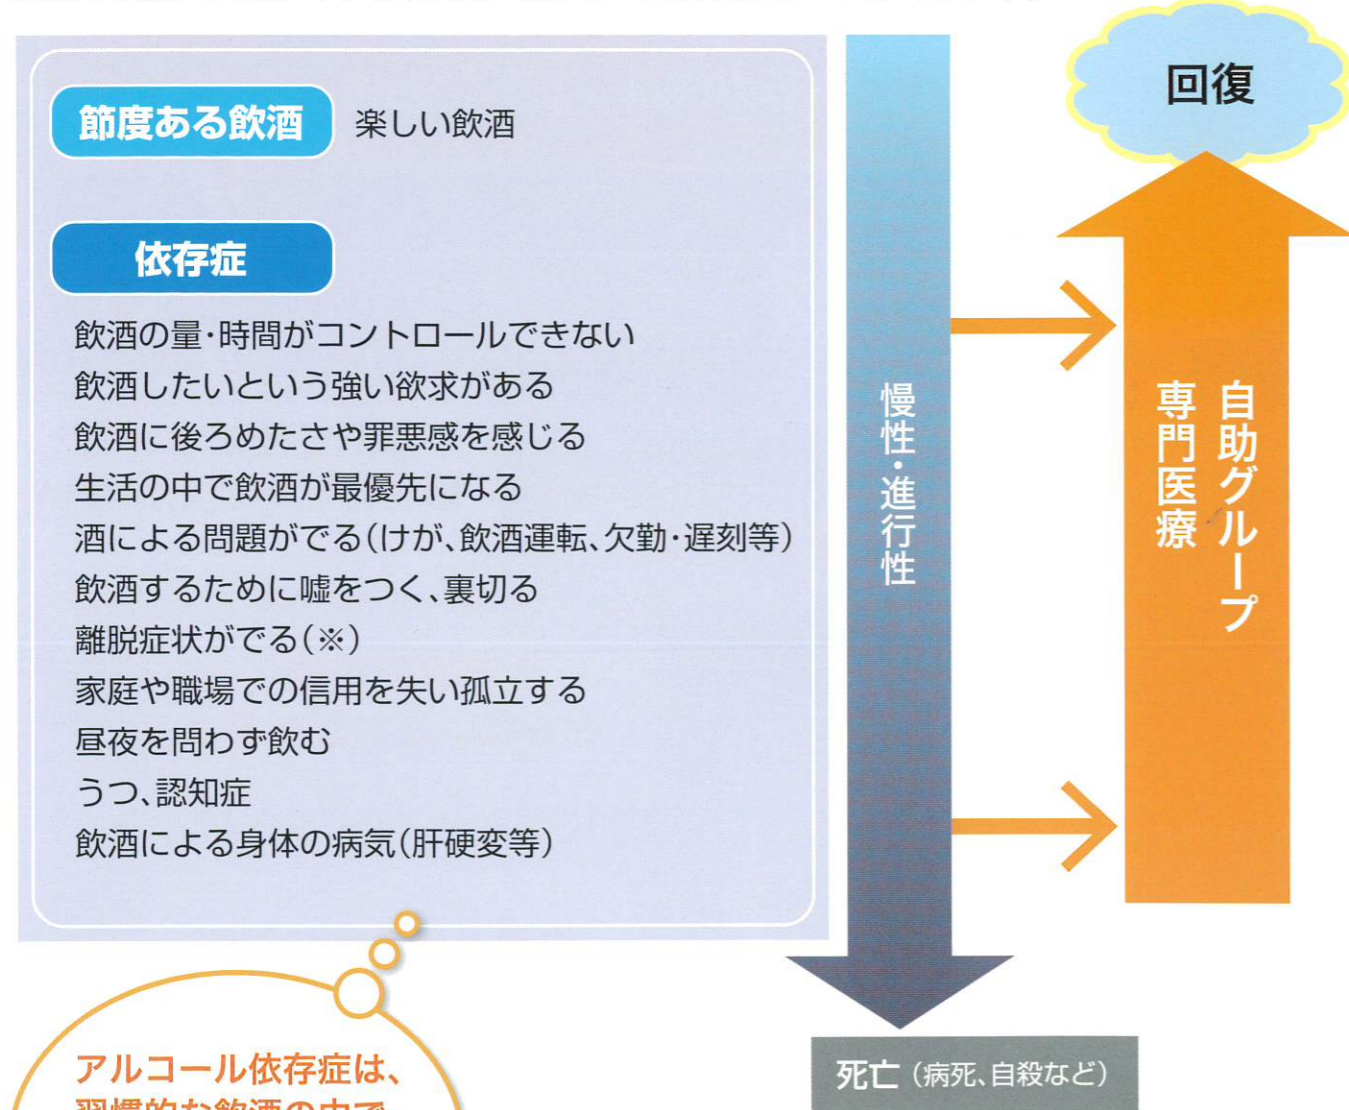 節度ある飲酒 楽しい飲酒
依存症
飲酒の量・時間がコントロールできない
飲酒したいという強い欲求がある
飲酒に後ろめたさや罪悪感を感じる
生活の中で飲酒が最優先になる
酒による問題がでる(けが、飲酒運転、欠勤・遅刻等)
飲酒するために嘘をつく、裏切る
離脱症状がでる(※)
家庭や職場での信用を失い孤立する
昼夜を問わず飲む
うつ、認知症
飲酒による身体の病気(肝硬変等)
アルコール依存症は、
習慣的な飲酒の中で
慢性・進行性
死亡(病死、自殺など)
回復
自助グループ
専門医療